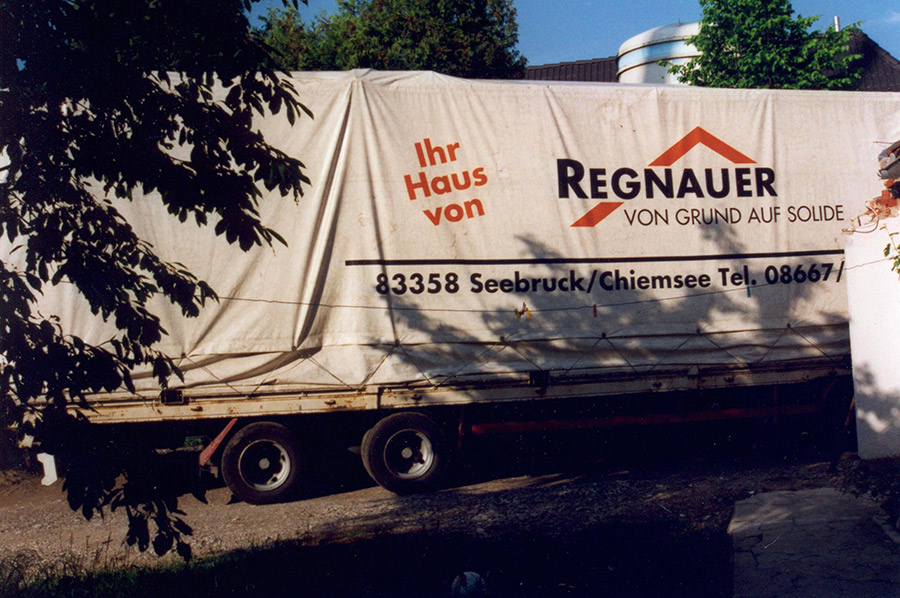 Ihr
Haus
von
REGNAUER
VON GRUND AUF SOLIDE
83358 Seebruck/Chiemsee Tel. 08667/